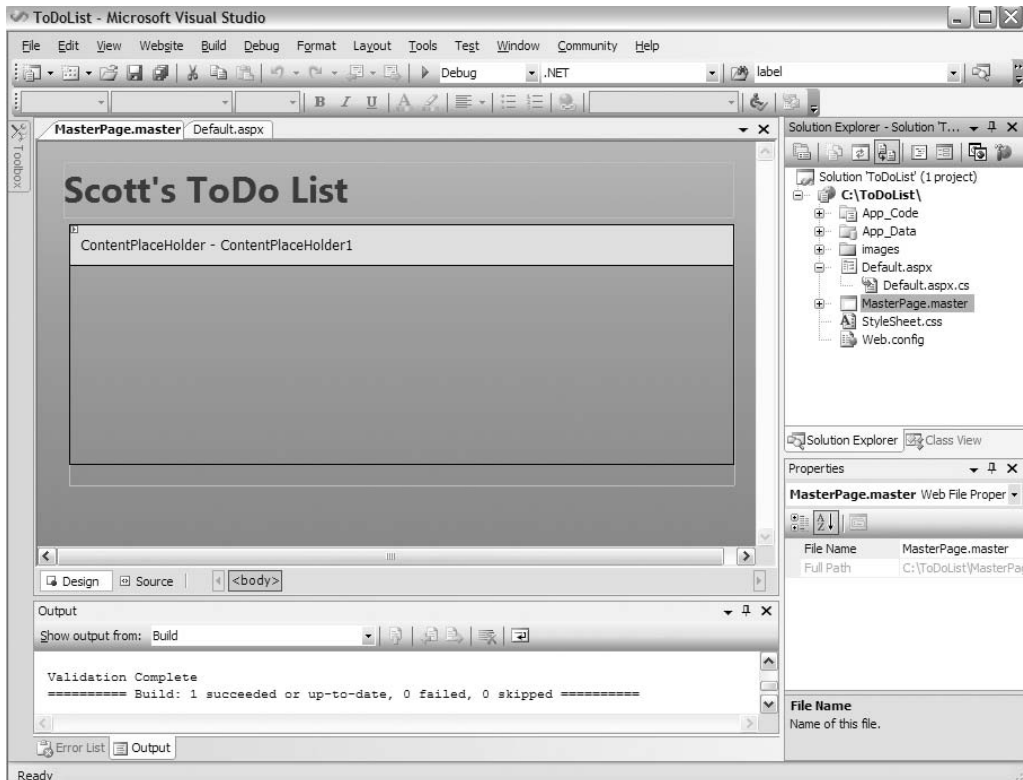 ToDoList - Microsoft Visual Studio
File Edit View Website Build Debug Format Layout Tools Test Window Community Help
Debug .NET label
B I U A
Toolbox
MasterPage.master Default.aspx
Scott's ToDo List
ContentPlaceHolder - ContentPlaceHolder1
Design Source <body>
Output
Show output from: Build
Validation Complete
========== Build: 1 succeeded or up-to-date, 0 failed, 0 skipped ==========
Error List Output
Ready
Solution Explorer - Solution 'T...
Solution 'ToDoList' (1 project)
C:\ToDoList\
App_Code
App_Data
images
Default.aspx
Default.aspx.cs
MasterPage.master
StyleSheet.css
Web.config
Solution Explorer Class View
Properties
MasterPage.master Web File Proper
File Name MasterPage.master
Full Path C:\ToDoList\MasterPa
File Name
Name of this file.